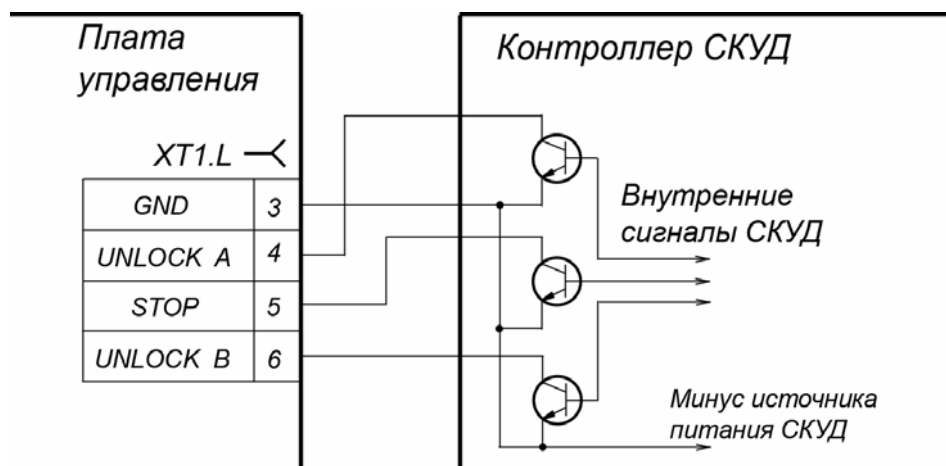 Плата
управления
Контроллер СКУД
XT1.L
GND 3
UNLOCK A 4
STOP 5
UNLOCK B 6
Внутренние
сигналы СКУД
Минус источника
питания СКУД